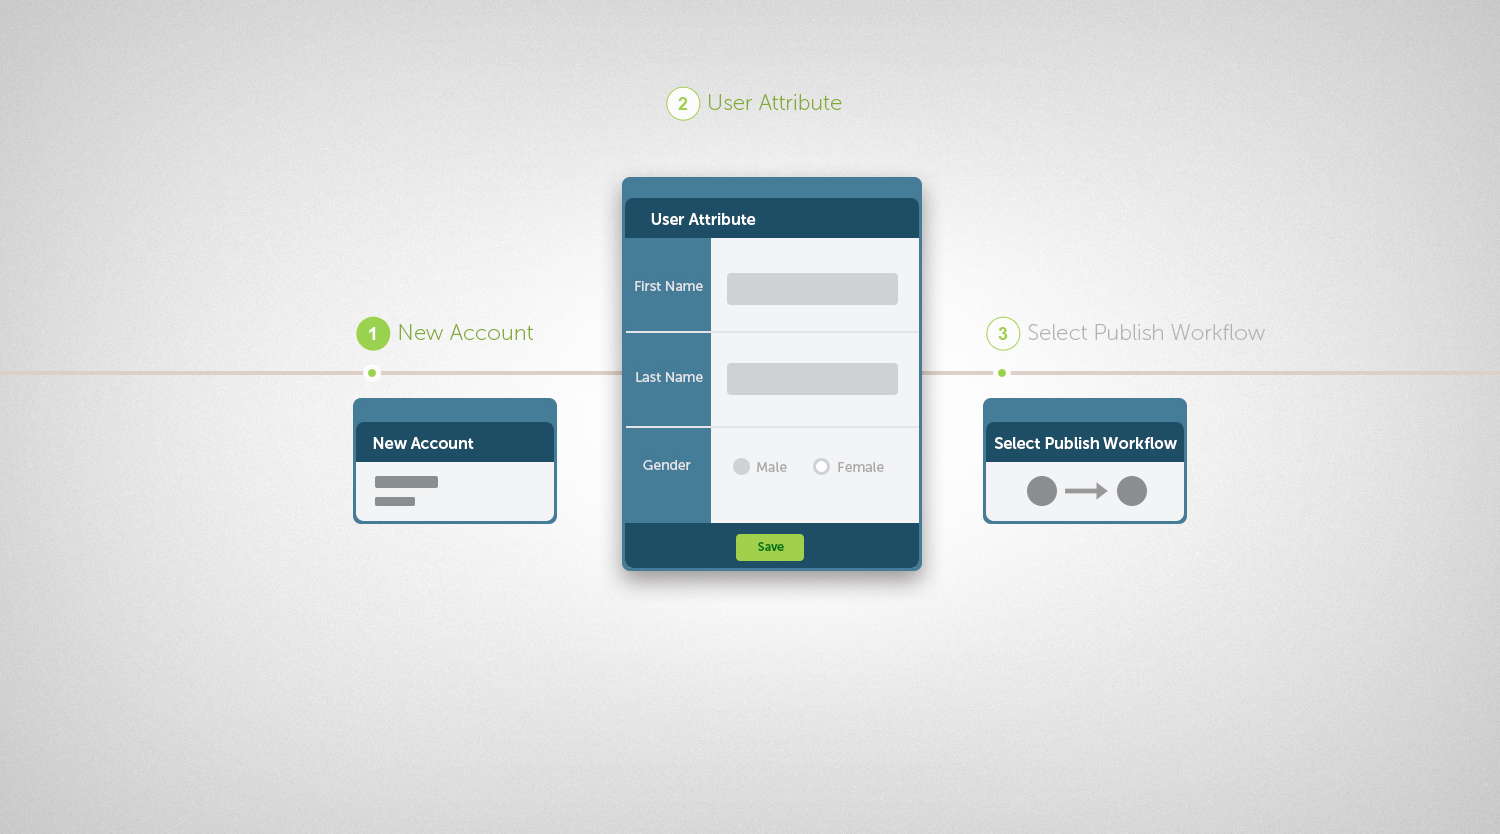 2 User Attribute
User Attribute
First Name
Last Name
Gender
Male
Female
Save
1 New Account
New Account
3 Select Publish Workflow
Select Publish Workflow